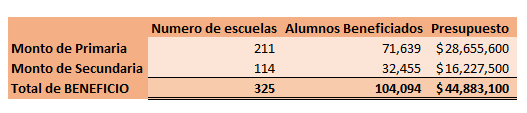 Numero de escuelas Alumnos Beneficiados Presupuesto
Monto de Primaria 211 71,639 $28,655,600
Monto de Secundaria 114 32,455 $16,227,500
Total de BENEFICIO 325 104,094 $44,883,100